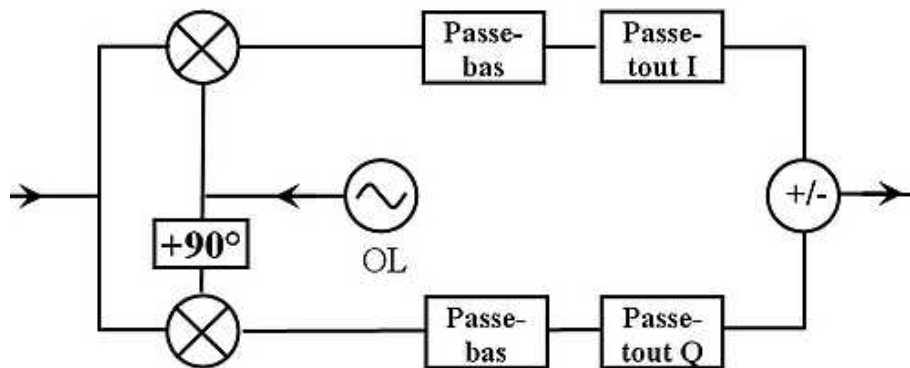 Passe-
bas
Passe-
tout I
+/-
+90°
OL
Passe-
bas
Passe-
tout Q